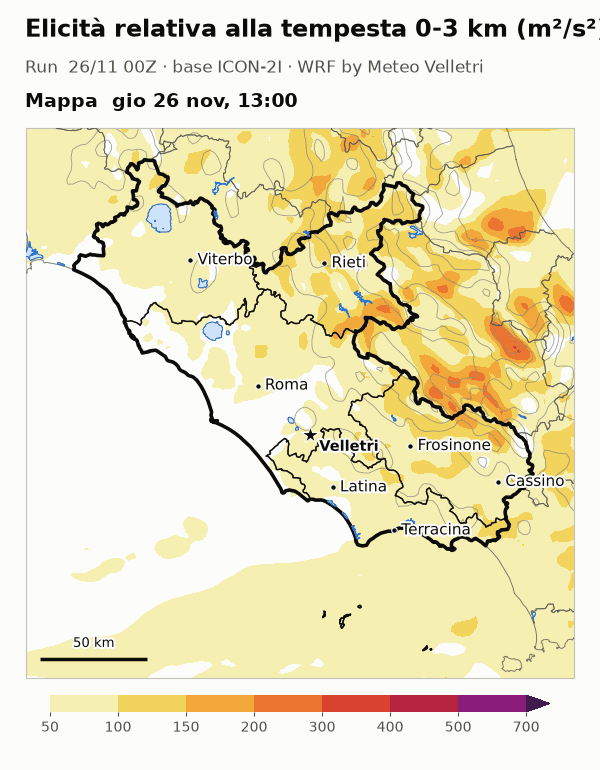 Elicità relativa alla tempesta 0-3 km (m²/s²)
Run 26/11 00Z · base ICON-2I · WRF by Meteo Velletri
Mappa gio 26 nov, 13:00
Viterbo
Rieti
Roma
Velletri
Frosinone
Latina
Cassino
Terracina
50 km
50 100 150 200 300 400 500 700